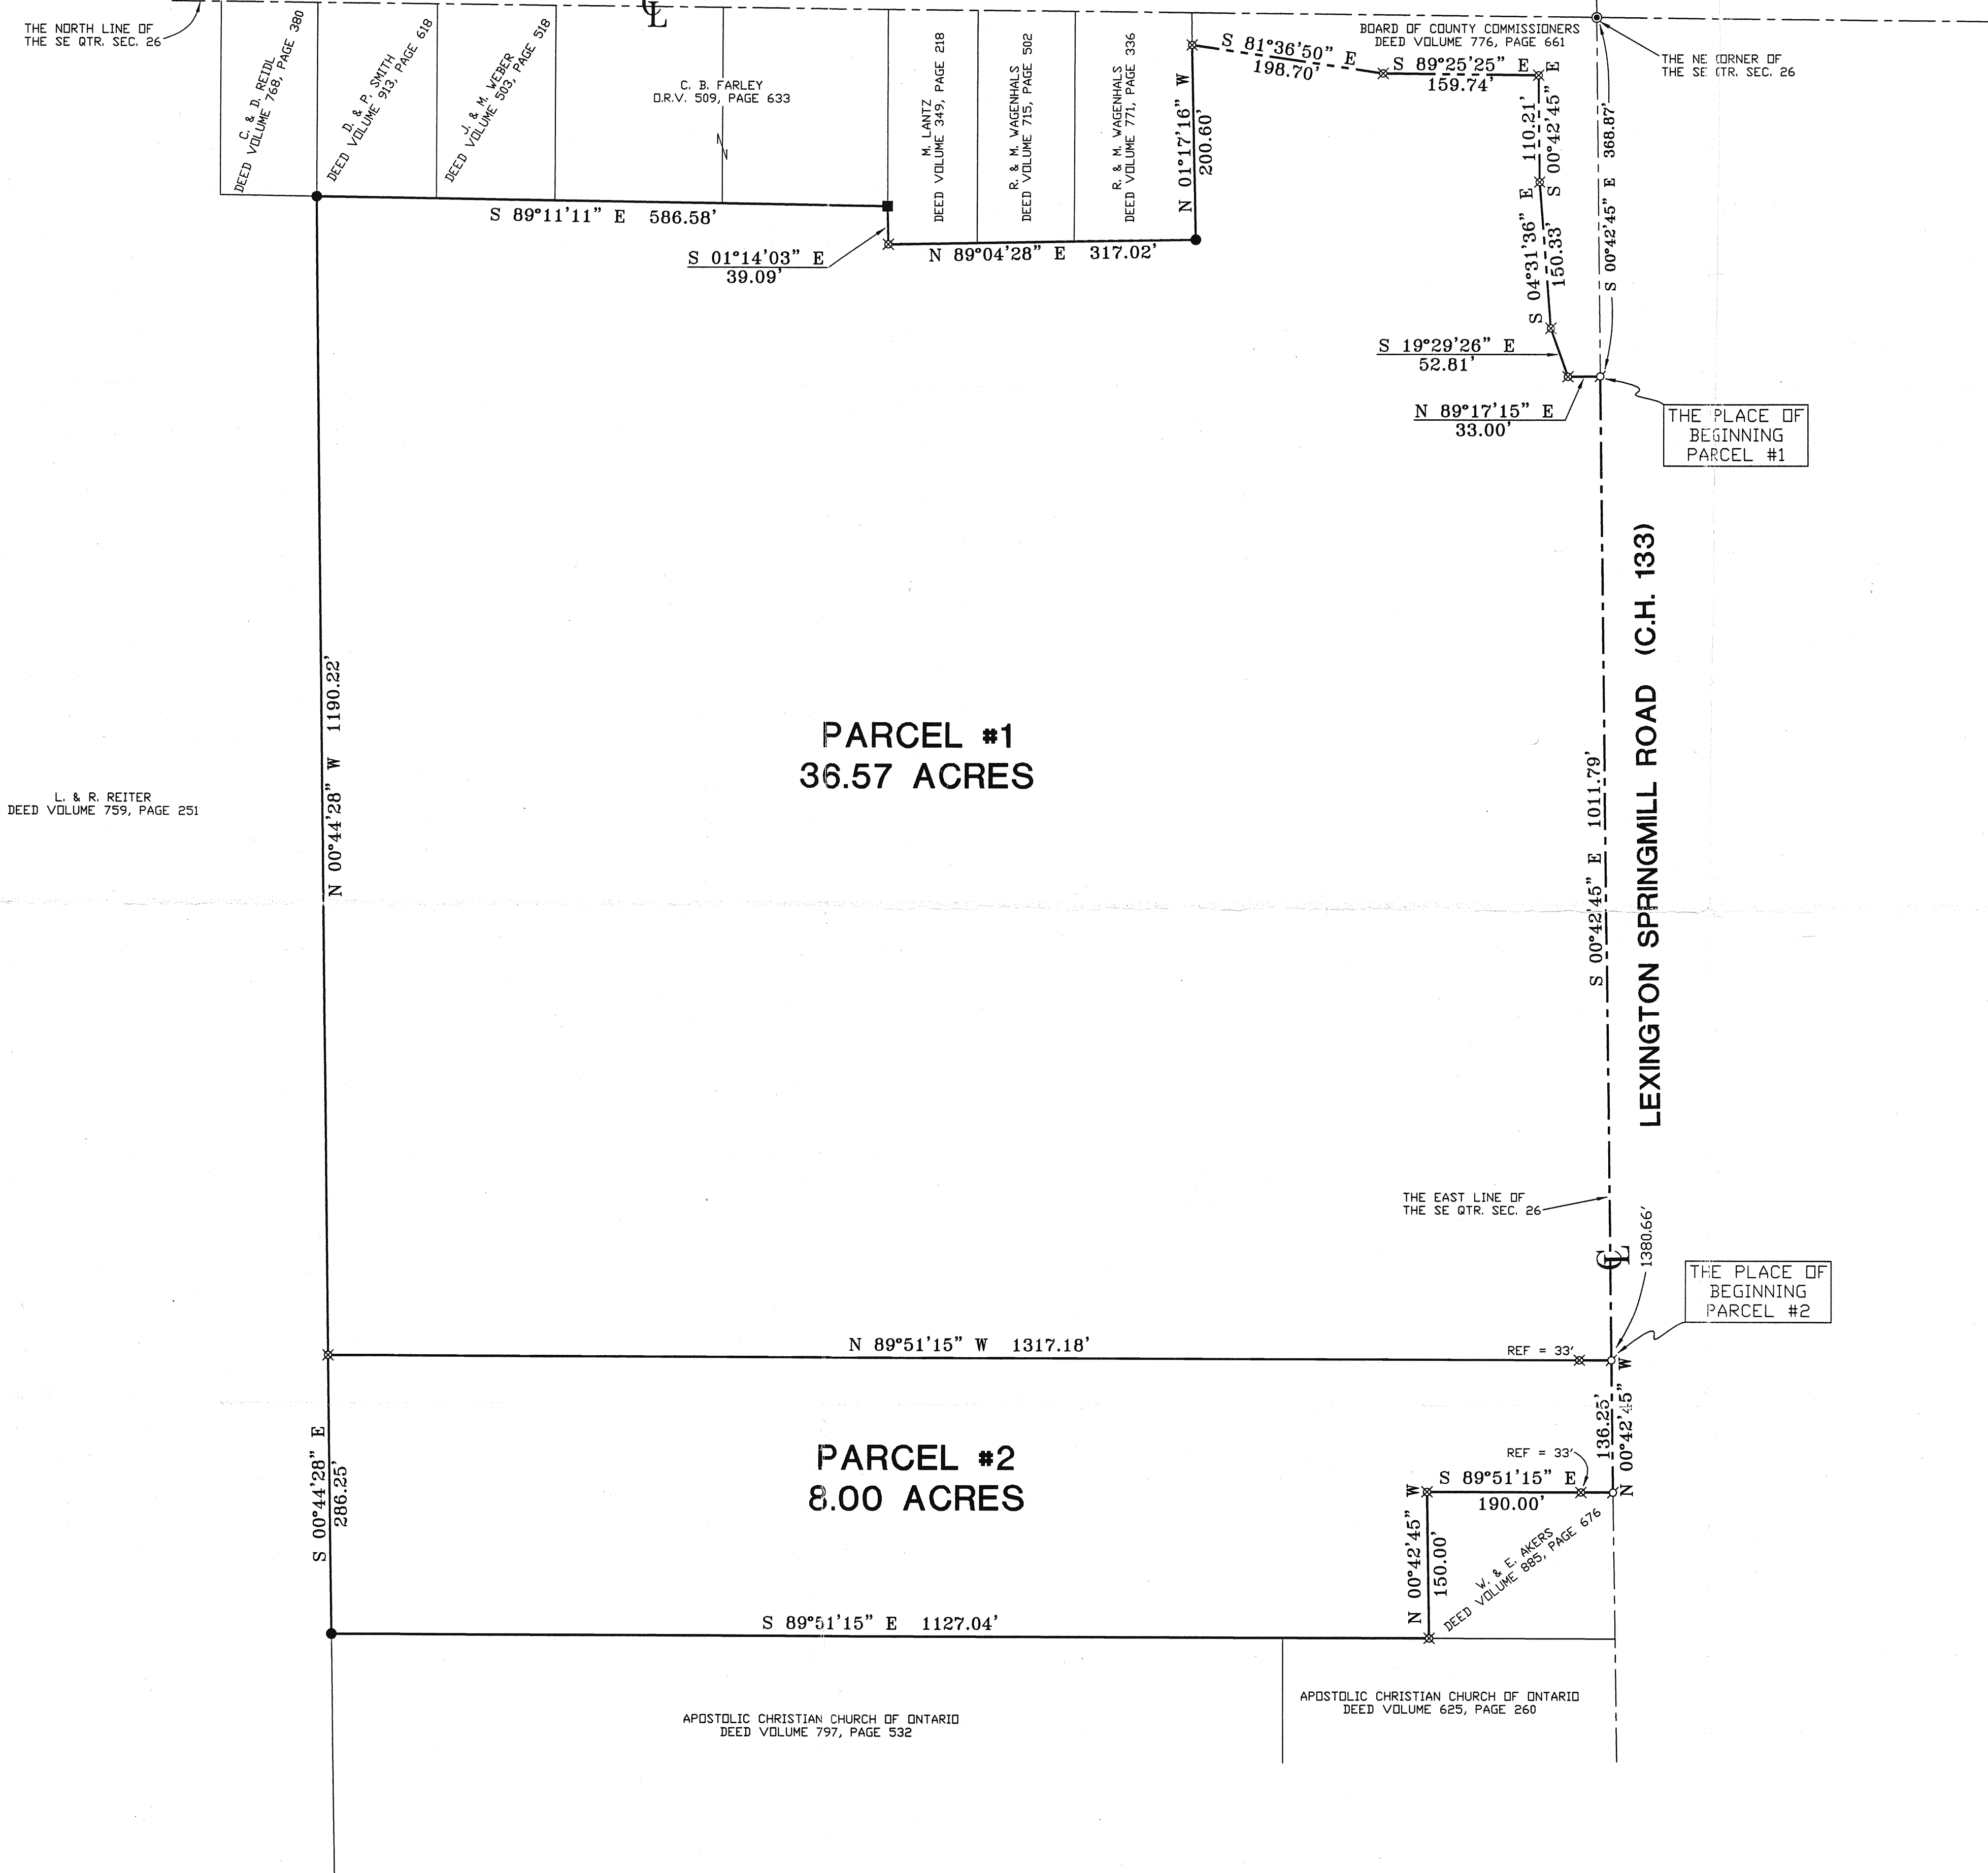 THE NORTH LINE OF
THE SE QTR. SEC. 26
C. & D. REIDL
DEED VOLUME 768, PAGE 380
D. & P. SMITH
DEED VOLUME 913, PAGE 618
J. & M. WEBER
DEED VOLUME 503, PAGE 518
CL
C. B. FARLEY
O.R.V. 509, PAGE 633
M. LANTZ
DEED VOLUME 349, PAGE 218
R. & M. WAGENHALS
DEED VOLUME 715, PAGE 502
R. & M. WAGENHALS
DEED VOLUME 771, PAGE 336
N 01°17'16" W
200.60'
S 81°36'50" E
198.70'
BOARD OF COUNTY COMMISSIONERS
DEED VOLUME 776, PAGE 661
S 89°25'25" E
159.74'
THE NE CORNER OF
THE SE QTR. SEC. 26
110.21'
S 00°42'45" E
S 00°42'45" E 368.87'
S 04°31'36" E
150.33'
S 89°11'11" E 586.58'
S 01°14'03" E
39.09'
N 89°04'28" E 317.02'
S 19°29'26" E
52.81'
N 89°17'15" E
33.00'
THE PLACE OF
BEGINNING
PARCEL #1
N 00°44'28" W 1190.22'
PARCEL #1
36.57 ACRES
L. & R. REITER
DEED VOLUME 759, PAGE 251
S 00°42'45" E 1011.79'
LEXINGTON SPRINGMILL ROAD (C.H. 133)
THE EAST LINE OF
THE SE QTR. SEC. 26
CL
1380.66'
THE PLACE OF
BEGINNING
PARCEL #2
N 89°51'15" W 1317.18'
REF = 33'
136.25'
N 00°42'45" W
S 00°44'28" E
286.25'
PARCEL #2
8.00 ACRES
REF = 33'
S 89°51'15" E
190.00'
N 00°42'45" W
150.00'
W. & E. AKERS
DEED VOLUME 885, PAGE 676
S 89°51'15" E 1127.04'
APOSTOLIC CHRISTIAN CHURCH OF ONTARIO
DEED VOLUME 797, PAGE 532
APOSTOLIC CHRISTIAN CHURCH OF ONTARIO
DEED VOLUME 625, PAGE 260